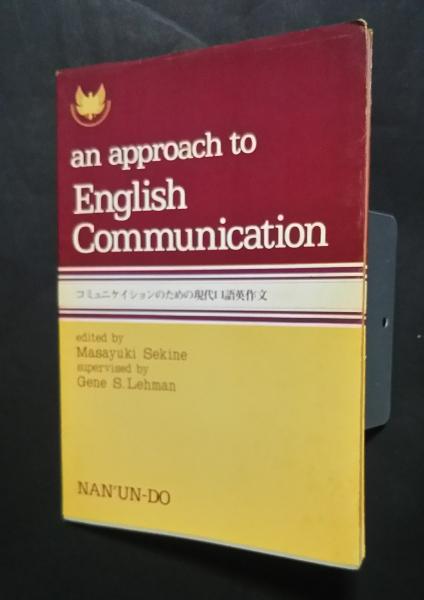 an approach to
English
Communication
コミュニケイションのための現代口語英作文
edited by
Masayuki Sekine
supervised by
Gene S. Lehman
NAN'UN-DO